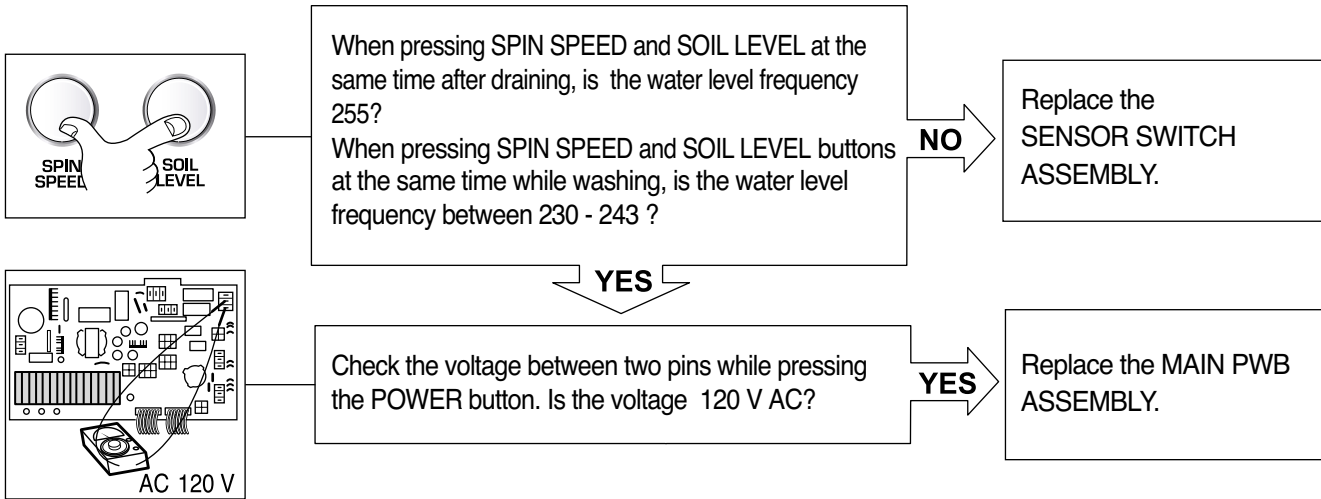 SPIN
SPEED
SOIL
LEVEL
When pressing SPIN SPEED and SOIL LEVEL at the
same time after draining, is the water level frequency
255?
When pressing SPIN SPEED and SOIL LEVEL buttons
at the same time while washing, is the water level
frequency between 230 - 243 ?
NO
Replace the
SENSOR SWITCH
ASSEMBLY.
YES
AC 120 V
Check the voltage between two pins while pressing
the POWER button. Is the voltage 120 V AC?
YES
Replace the MAIN PWB
ASSEMBLY.